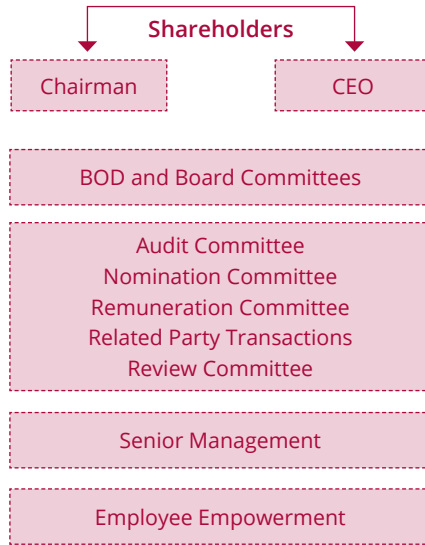 Shareholders
Chairman
CEO
BOD and Board Committees
Audit Committee
Nomination Committee
Remuneration Committee
Related Party Transactions
Review Committee
Senior Management
Employee Empowerment